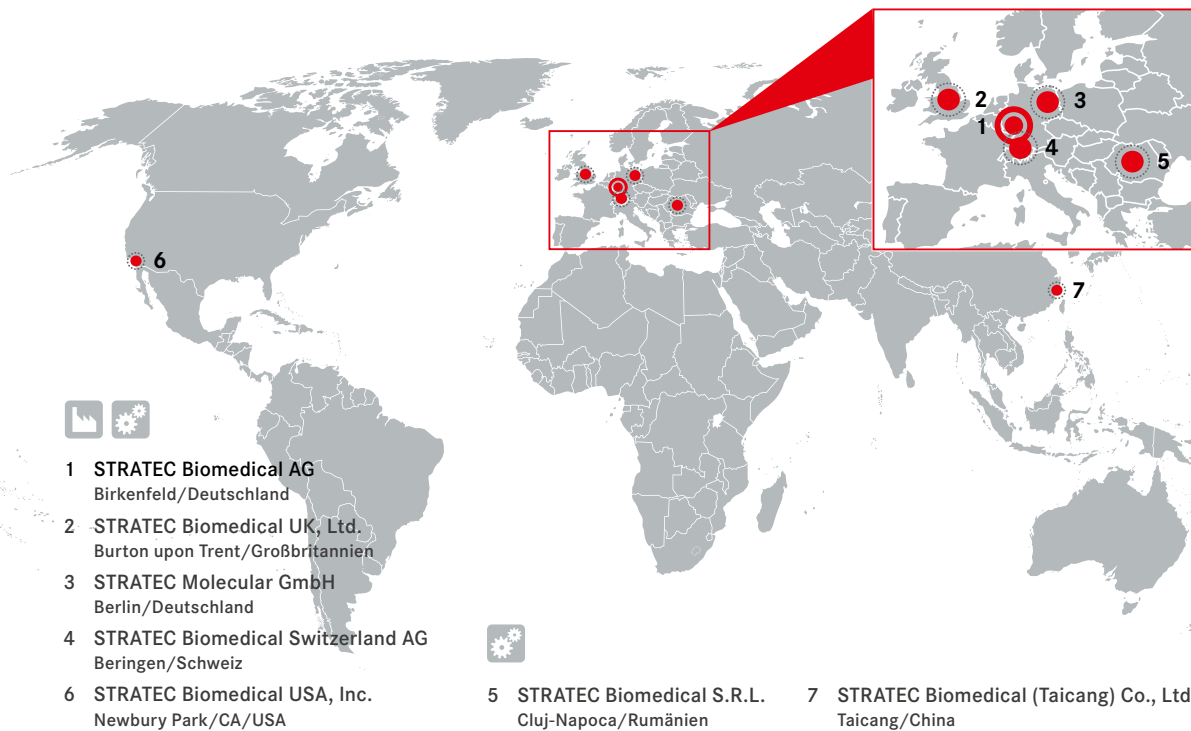 2
3
1
4
5
6
7
1 STRATEC Biomedical AG
Birkenfeld/Deutschland
2 STRATEC Biomedical UK, Ltd.
Burton upon Trent/Großbritannien
3 STRATEC Molecular GmbH
Berlin/Deutschland
4 STRATEC Biomedical Switzerland AG
Beringen/Schweiz
6 STRATEC Biomedical USA, Inc.
Newbury Park/CA/USA
5 STRATEC Biomedical S.R.L.
Cluj-Napoca/Rumänien
7 STRATEC Biomedical (Taicang) Co., Ltd
Taicang/China